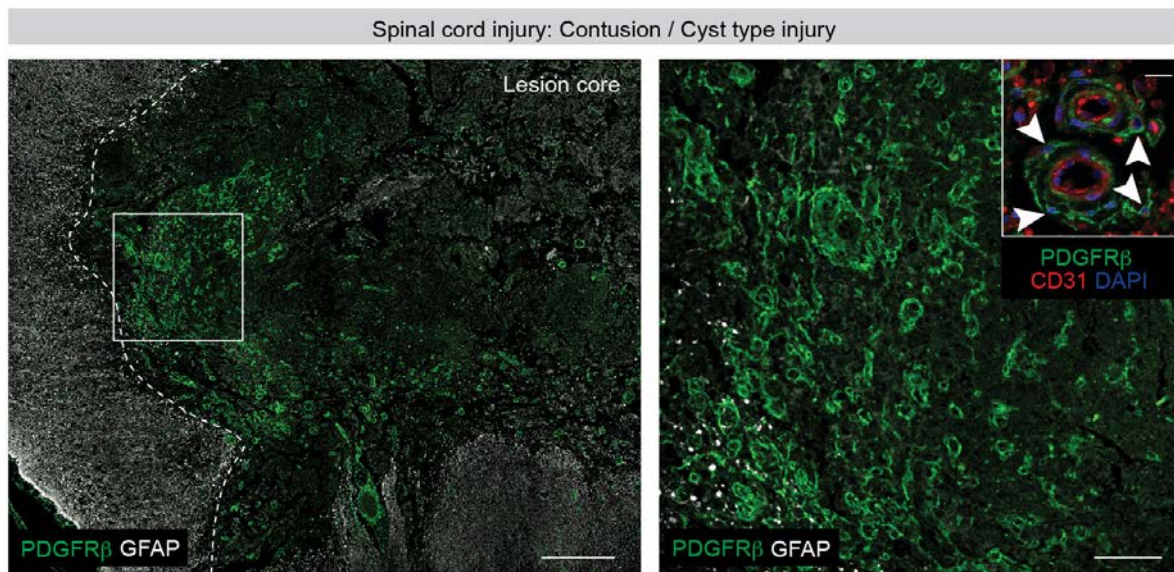 Spinal cord injury: Contusion / Cyst type injury
Lesion core
PDGFRβ GFAP
PDGFRβ
CD31 DAPI
PDGFRβ GFAP